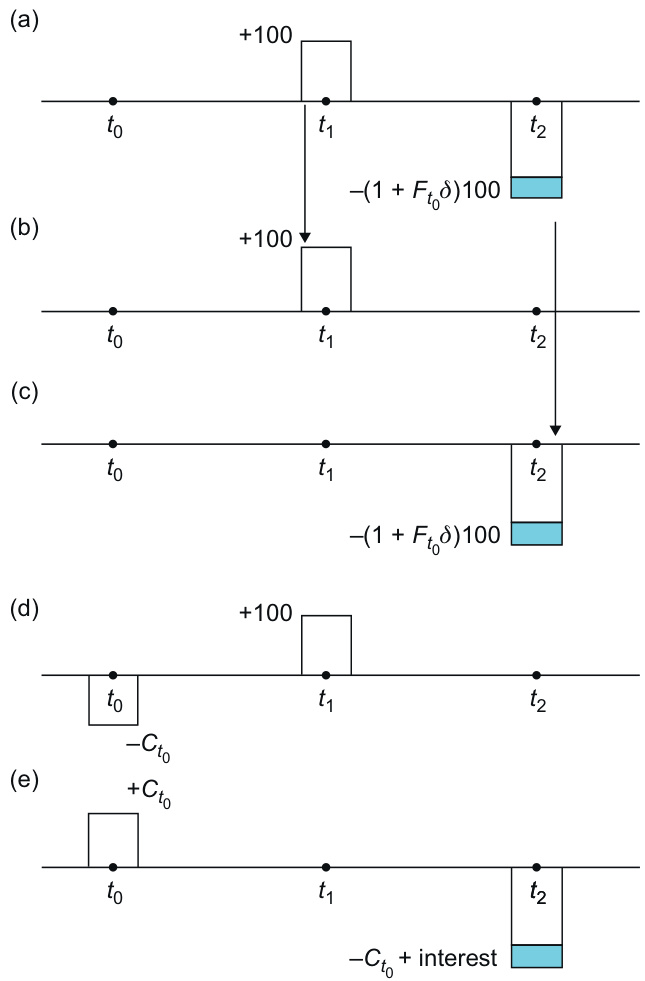 (a)
+100
t0 t1 t2
–(1 + Ft0δ)100
(b)
+100
t0 t1 t2
(c)
t0 t1 t2
–(1 + Ft0δ)100
(d)
+100
t0 t1 t2
–Ct0
(e)
+Ct0
t0 t1 t2
–Ct0 + interest